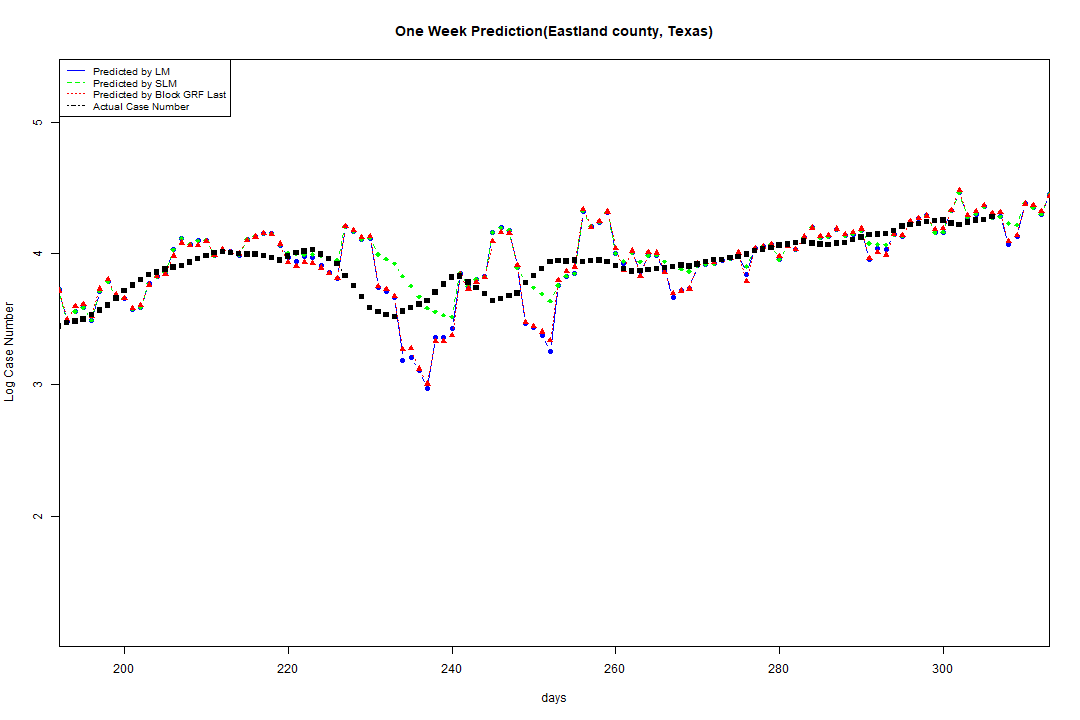 One Week Prediction(Eastland county, Texas)
Predicted by LM
Predicted by SLM
Predicted by Block GRF Last
Actual Case Number
5
4
3
2
Log Case Number
200 220 240 260 280 300
days